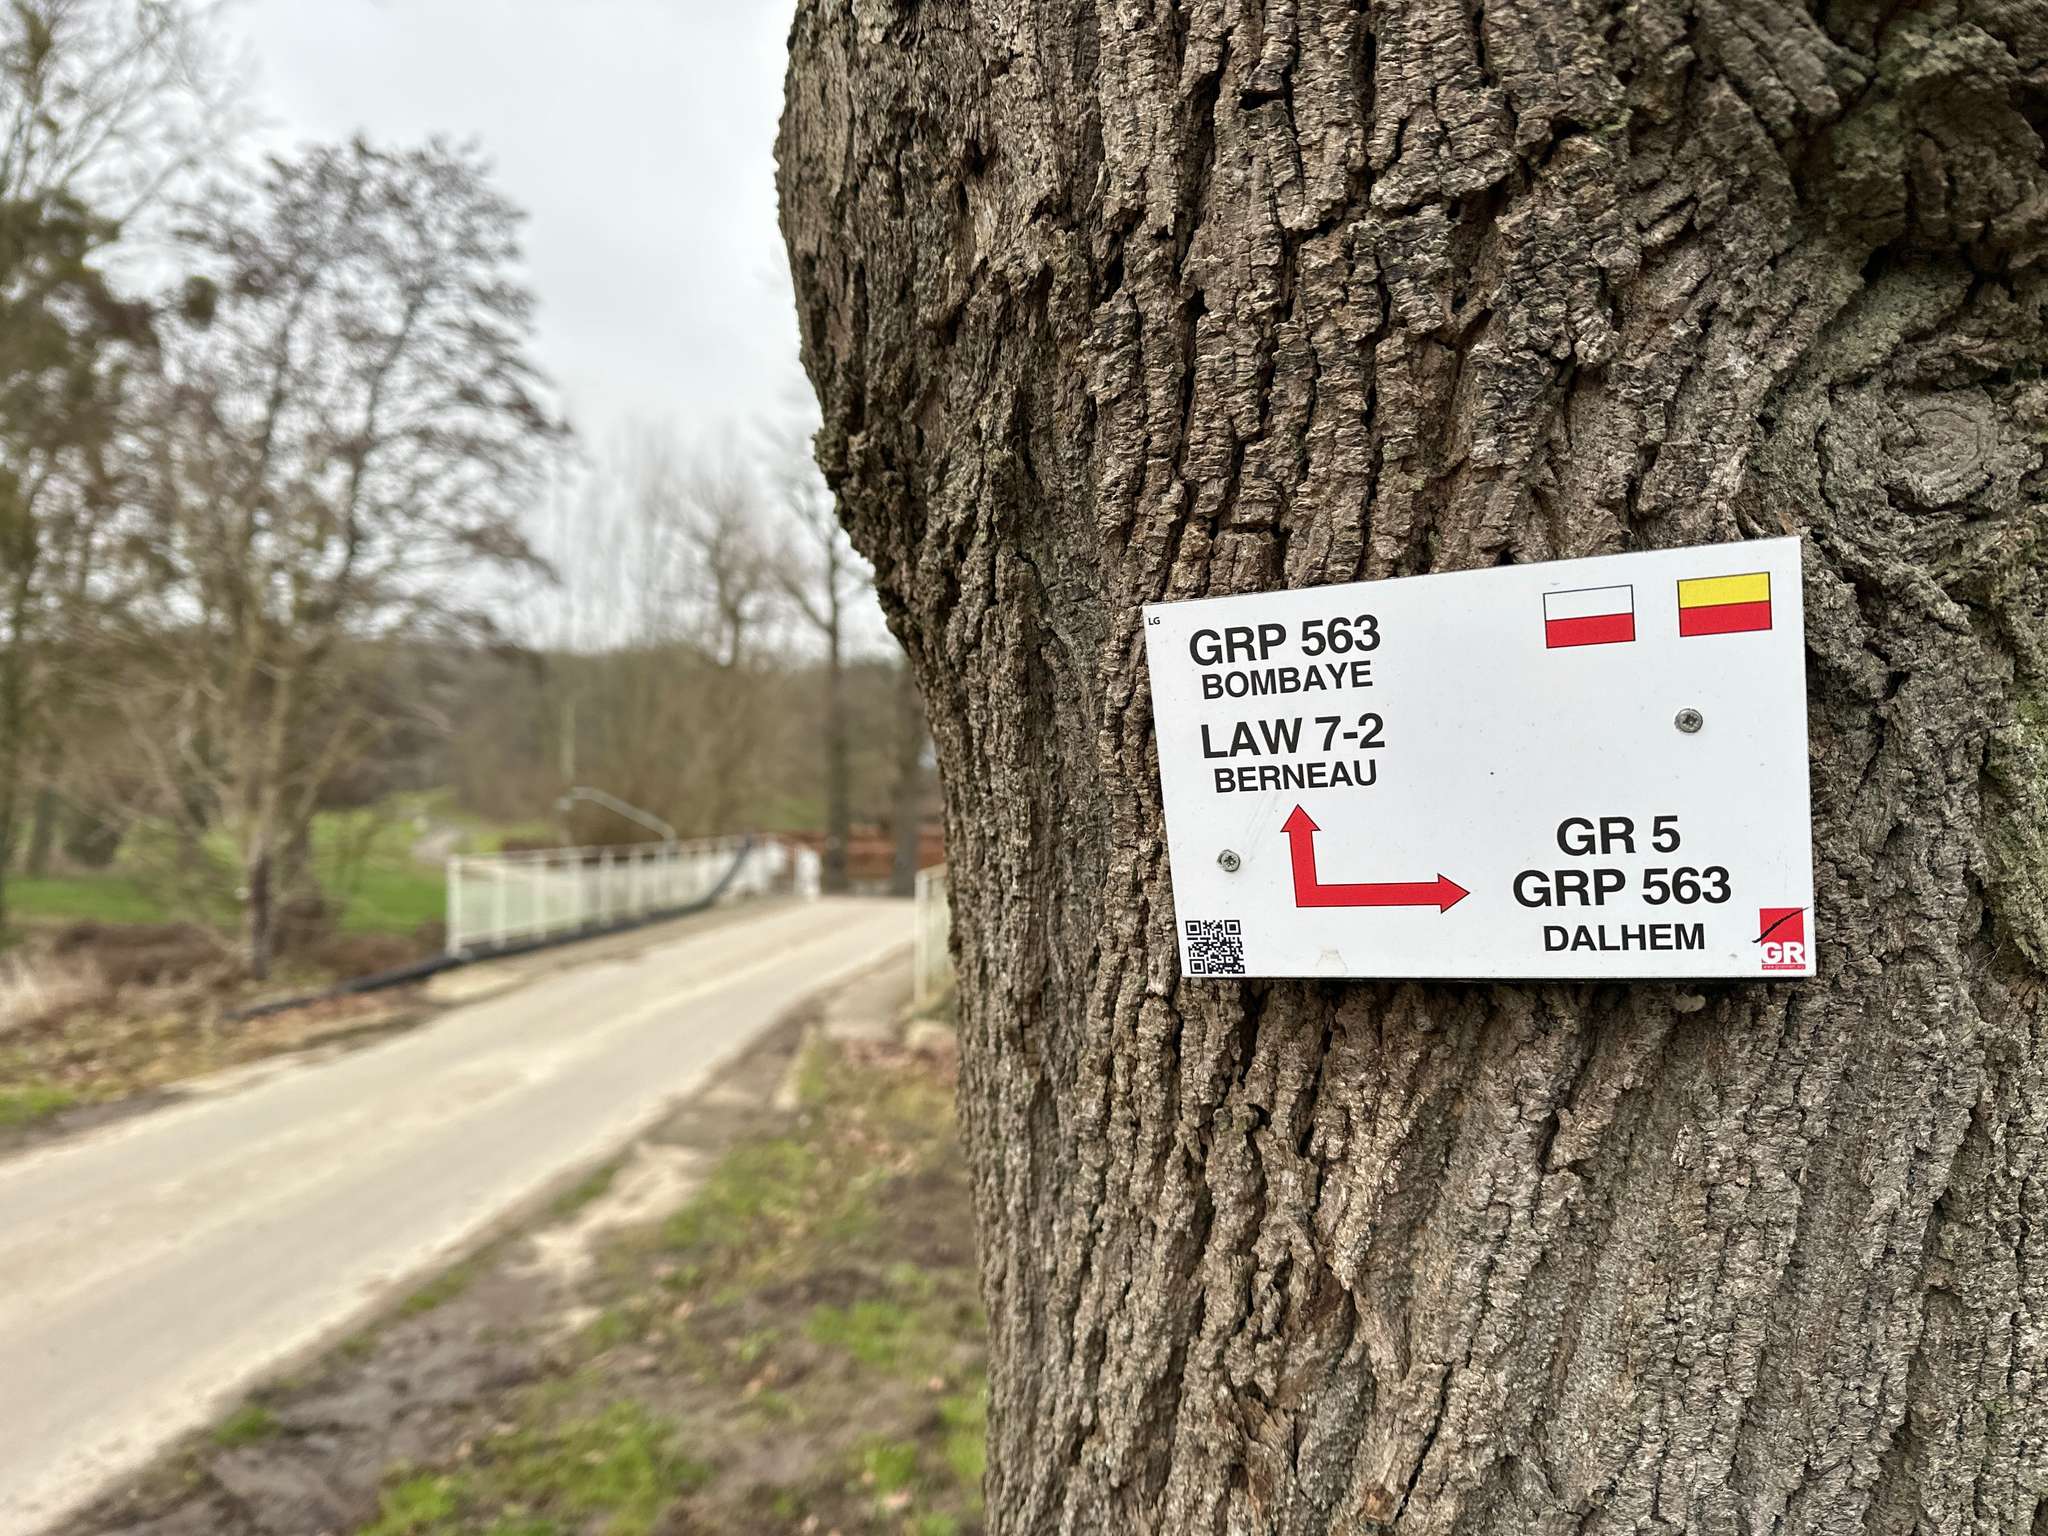 LG
GRP 563
BOMBAYE
LAW 7-2
BERNEAU
GR 5
GRP 563
DALHEM
GR